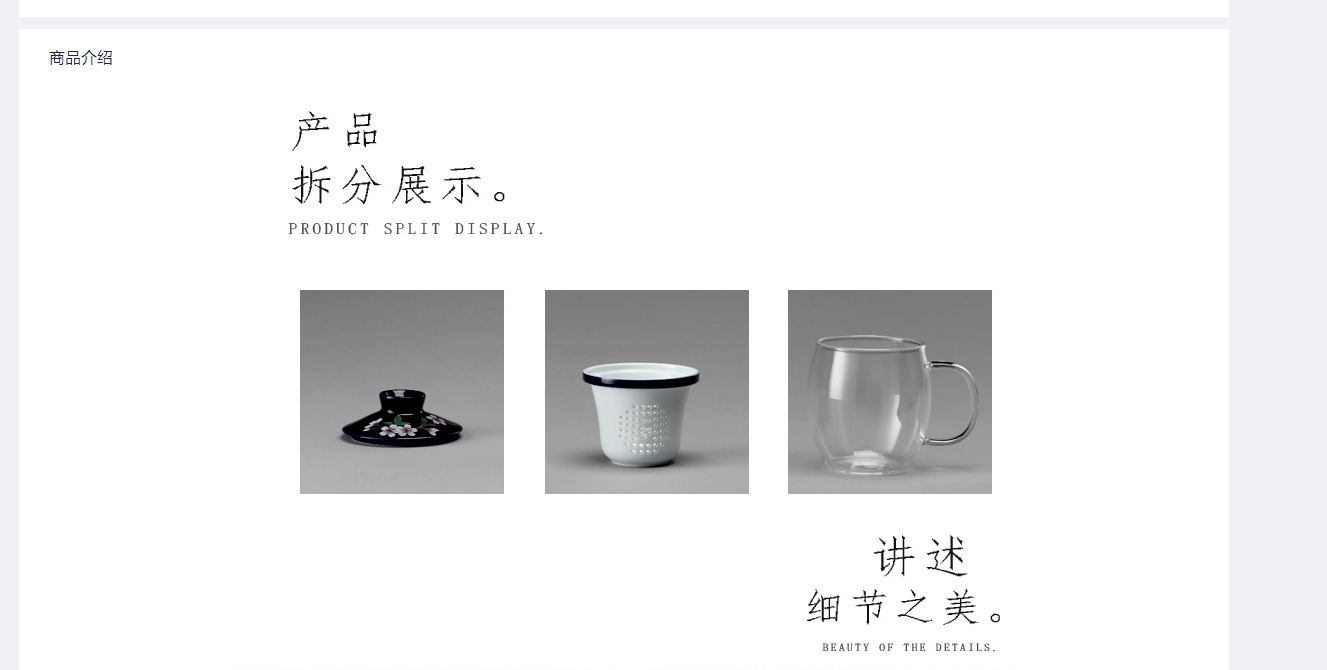 商品介绍
产品
拆分展示。
PRODUCT SPLIT DISPLAY.
讲述
细节之美。
BEAUTY OF THE DETAILS.